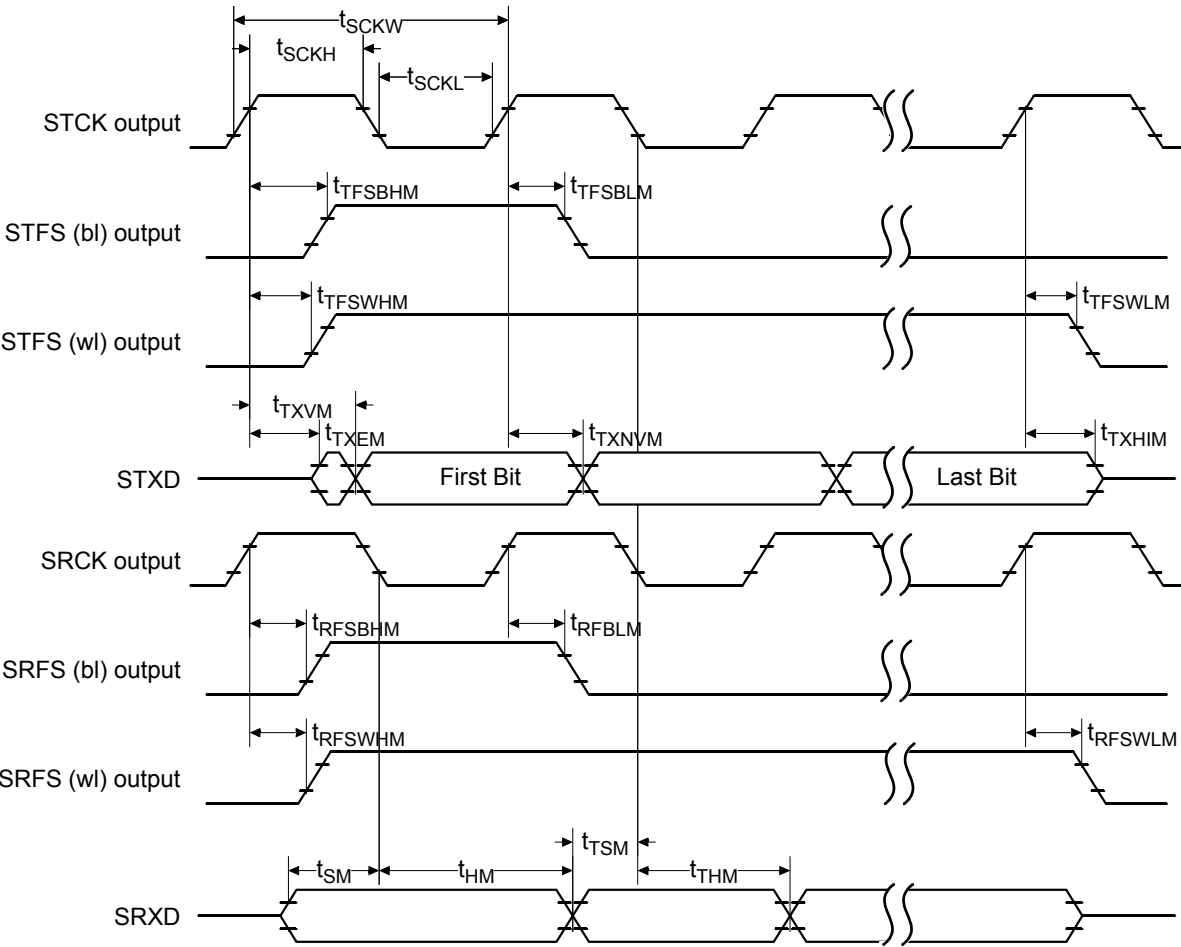 tSCKW
tSCKH
tSCKL
STCK output
tTFSBHM
tTFSBLM
STFS (bl) output
tTFSWHM
tTFSWLM
STFS (wl) output
tTXVM
tTXEM
tTXNVM
tTXHIM
STXD
First Bit
Last Bit
SRCK output
tRFSBHM
tRFBLM
SRFS (bl) output
tRFSWHM
tRFSWLM
SRFS (wl) output
tTSM
tSM
tHM
tTHM
SRXD